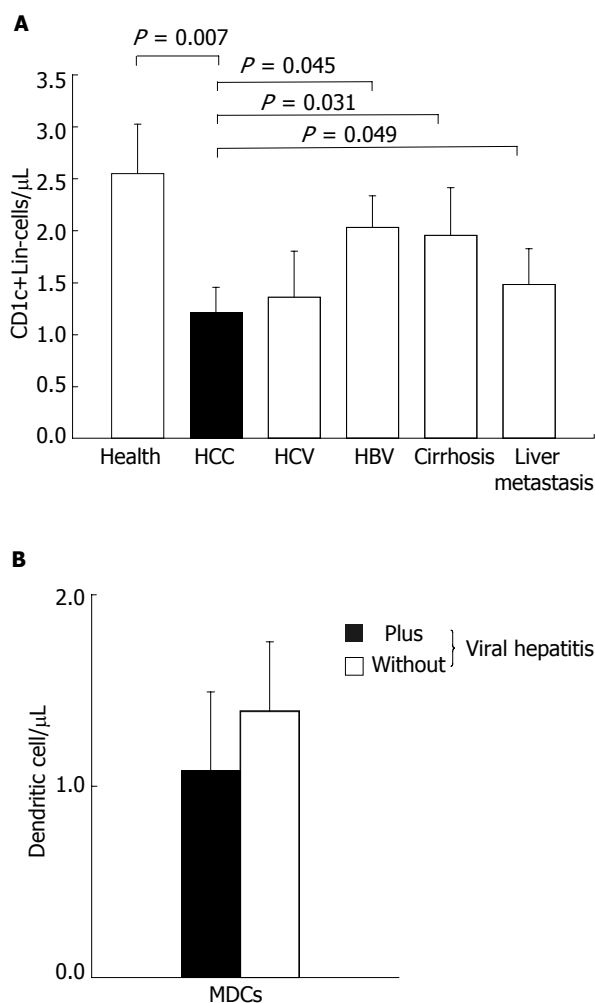 A
P = 0.007
P = 0.045
P = 0.031
P = 0.049
3.5
3.0
2.5
2.0
1.5
1.0
0.5
0.0
CD1c+Lin-cells/μL
Health HCC HCV HBV Cirrhosis Liver
metastasis
B
2.0
1.0
0.0
Dendritic cell/μL
Plus
Without
Viral hepatitis
MDCs